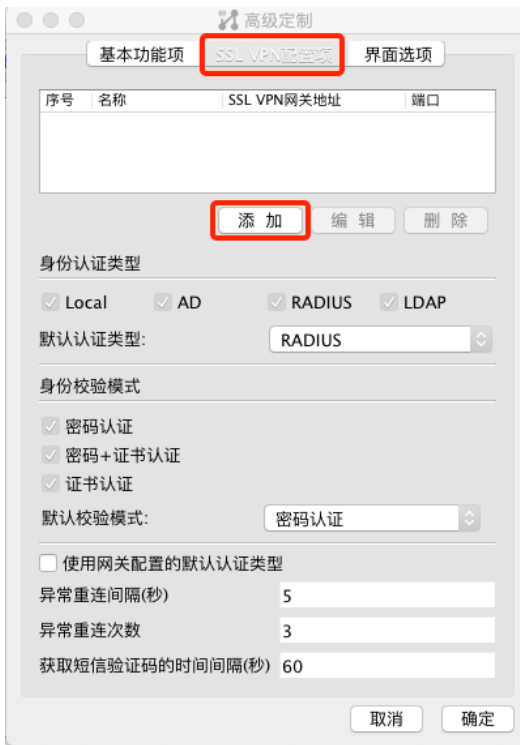 高级定制
基本功能项 SSL VPN配置项 界面选项
序号 名称 SSL VPN网关地址 端口
添 加 编 辑 删 除
身份认证类型
Local AD RADIUS LDAP
默认认证类型: RADIUS
身份校验模式
密码认证
密码+证书认证
证书认证
默认校验模式: 密码认证
使用网关配置的默认认证类型
异常重连间隔(秒) 5
异常重连次数 3
获取短信验证码的时间间隔(秒) 60
取消 确定